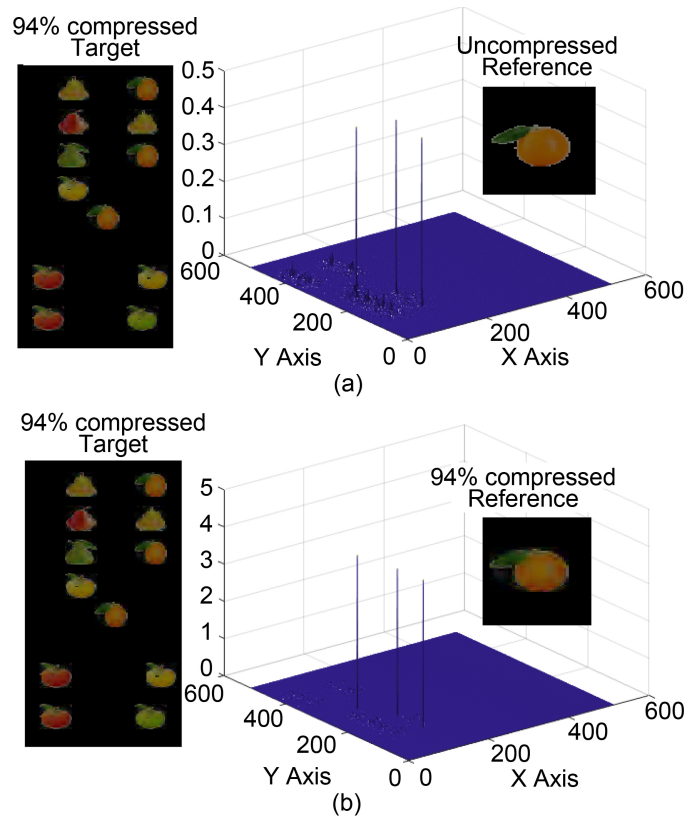 94% compressed
Target
Uncompressed
Reference
0.5
0.4
0.3
0.2
0.1
0
600
400
200
0
0
200
400
600
Y Axis
X Axis
(a)
94% compressed
Target
94% compressed
Reference
5
4
3
2
1
0
600
400
200
0
0
200
400
600
Y Axis
X Axis
(b)